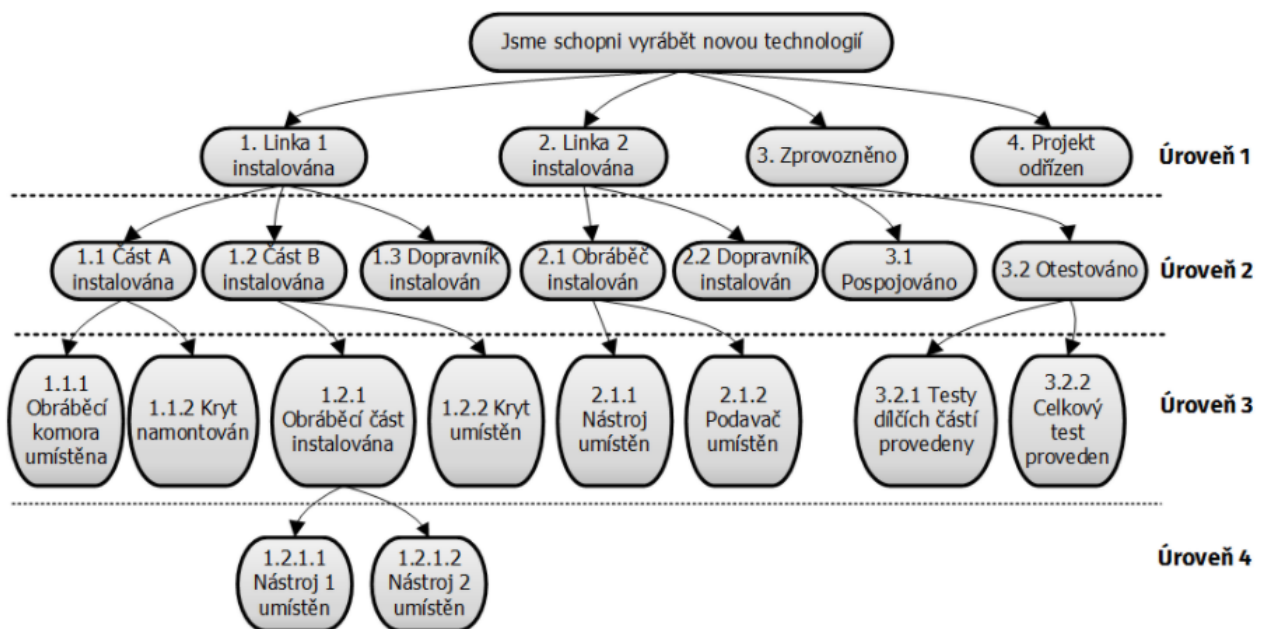 Jsme schopni vyrábět novou technologií
1. Linka 1
instalována
2. Linka 2
instalována
3. Zprovozněno
4. Projekt
odřízen
Úroveň 1
1.1 Část A
instalována
1.2 Část B
instalována
1.3 Dopravník
instalován
2.1 Obráběč
instalován
2.2 Dopravník
instalován
3.1
Pospojováno
3.2 Otestováno
Úroveň 2
1.1.1
Obráběcí
komora
umístěna
1.1.2 Kryt
namontován
1.2.1
Obráběcí část
instalována
1.2.2 Kryt
umístěn
2.1.1
Nástroj
umístěn
2.1.2
Podavač
umístěn
3.2.1 Testy
dílčích částí
provedeny
3.2.2
Celkový
test
proveden
Úroveň 3
1.2.1.1
Nástroj 1
umístěn
1.2.1.2
Nástroj 2
umístěn
Úroveň 4